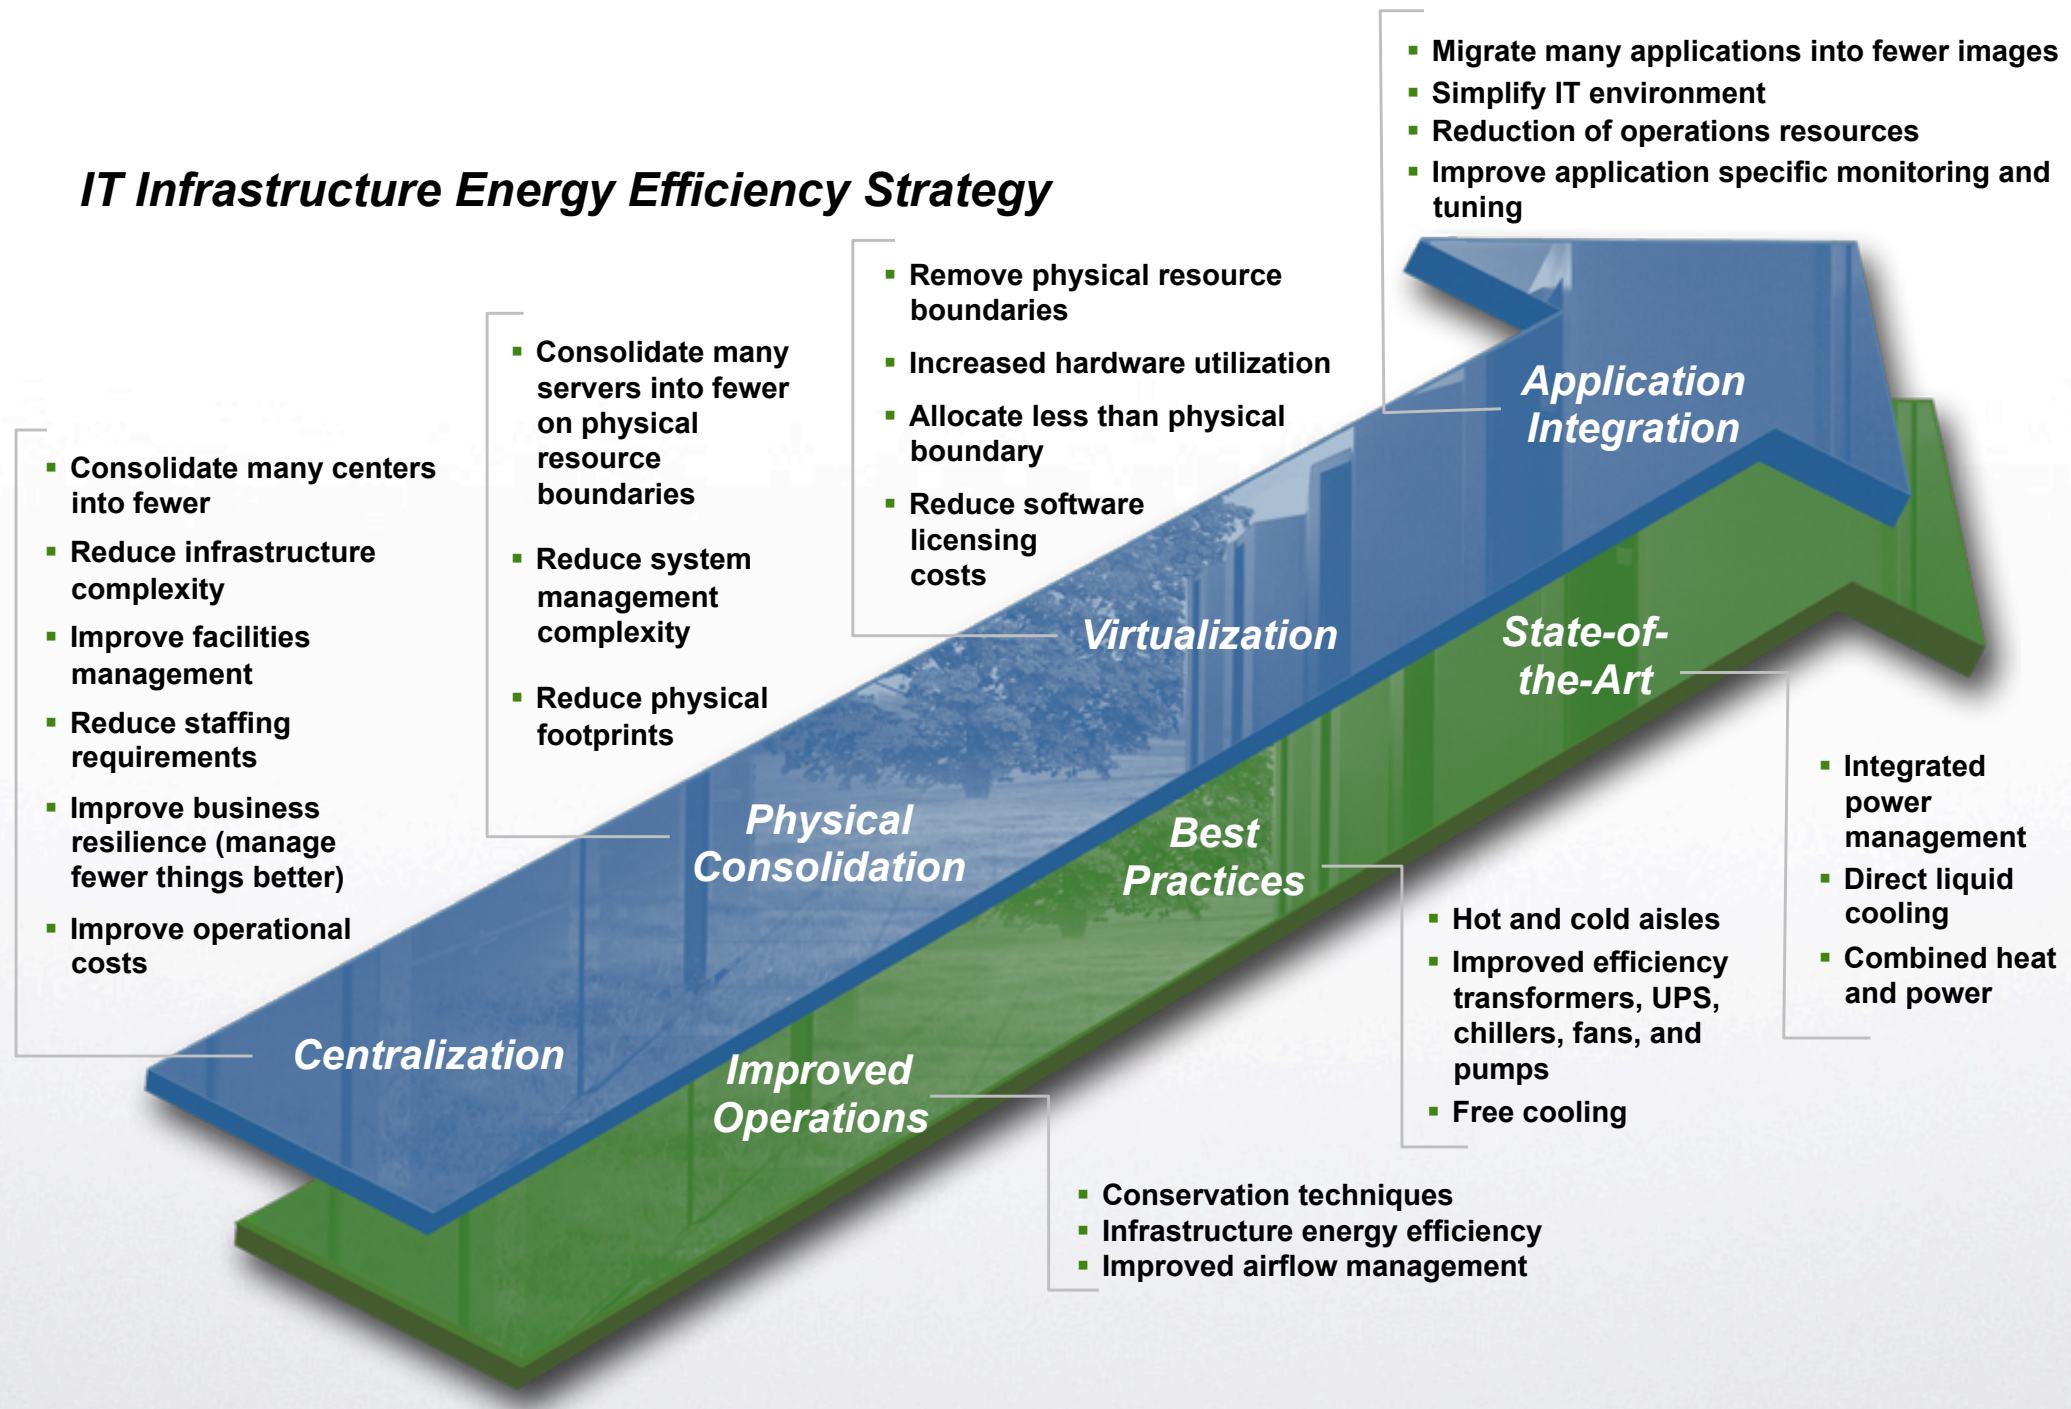 IT Infrastructure Energy Efficiency Strategy
Migrate many applications into fewer images
Simplify IT environment
Reduction of operations resources
Improve application specific monitoring and
tuning
Remove physical resource
boundaries
Increased hardware utilization
Allocate less than physical
boundary
Reduce software
licensing
costs
Consolidate many
servers into fewer
on physical
resource
boundaries
Reduce system
management
complexity
Reduce physical
footprints
Consolidate many centers
into fewer
Reduce infrastructure
complexity
Improve facilities
management
Reduce staffing
requirements
Improve business
resilience (manage
fewer things better)
Improve operational
costs
Application
Integration
Virtualization
Physical
Consolidation
Centralization
State-of-
the-Art
Best
Practices
Improved
Operations
Integrated
power
management
Direct liquid
cooling
Combined heat
and power
Hot and cold aisles
Improved efficiency
transformers, UPS,
chillers, fans, and
pumps
Free cooling
Conservation techniques
Infrastructure energy efficiency
Improved airflow management